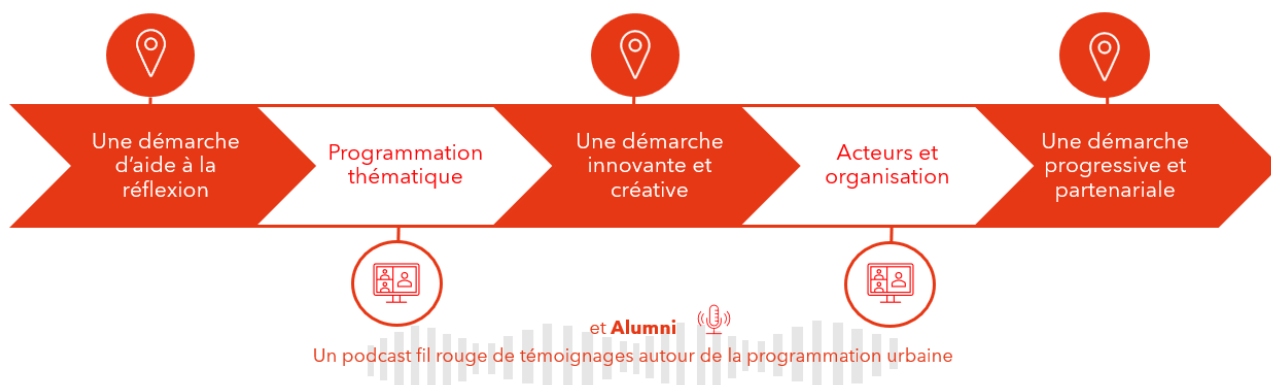 Une démarche
d'aide à la
réflexion
Programmation
thématique
Une démarche
innovante et
créative
Acteurs et
organisation
Une démarche
progressive et
partenariale
et Alumni
Un podcast fil rouge de témoignages autour de la programmation urbaine